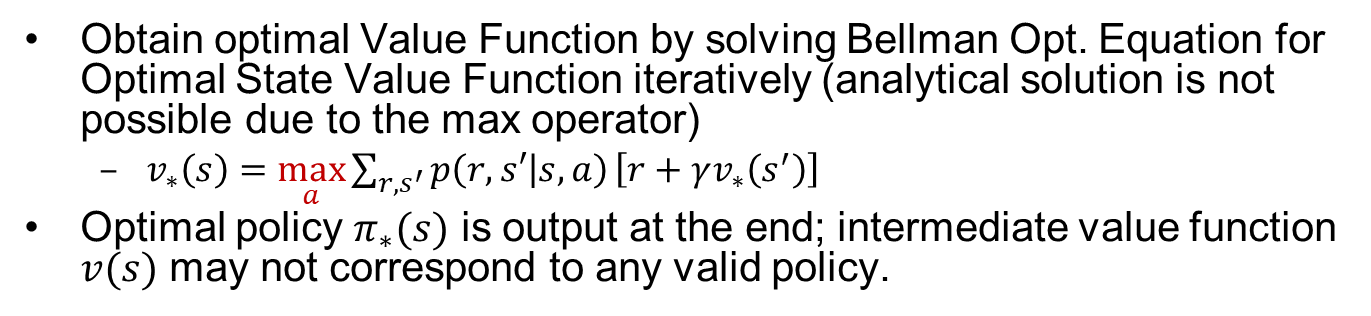 • Obtain optimal Value Function by solving Bellman Opt. Equation for
Optimal State Value Function iteratively (analytical solution is not
possible due to the max operator)
– 𝑣∗(𝑠) = max𝑎 ∑𝑟,𝑠′ 𝑝(𝑟, 𝑠′|𝑠, 𝑎) [𝑟 + 𝛾𝑣∗(𝑠′)]
• Optimal policy 𝜋∗(𝑠) is output at the end; intermediate value function
𝑣(𝑠) may not correspond to any valid policy.